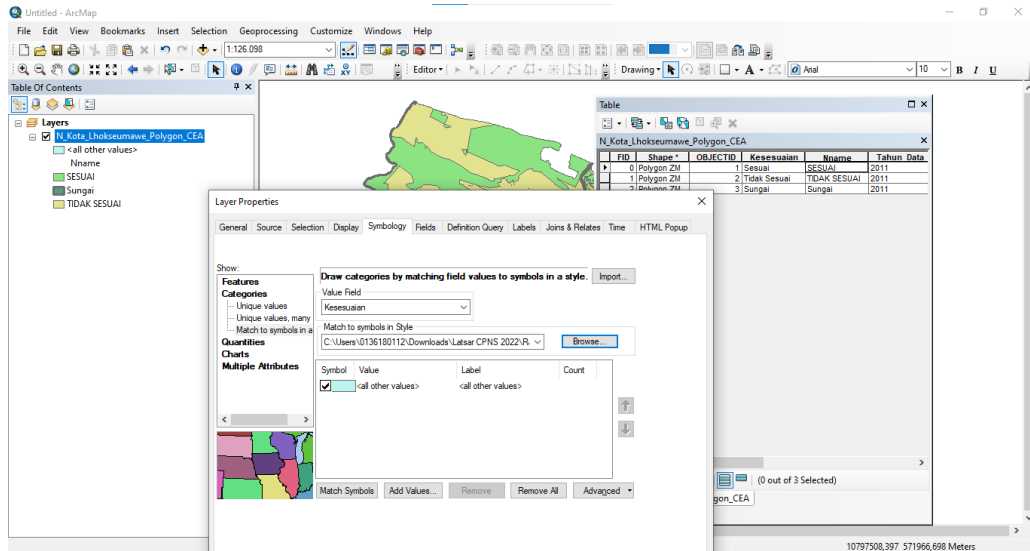 Untitled - ArcMap
File Edit View Bookmarks Insert Selection Geoprocessing Customize Windows Help
1:126.098
Editor Drawing Arial 10 B I U
Table Of Contents
Layers
N_Kota_Lhokseumawe_Polygon_CEA
<all other values>
Nname
SESUAI
Sungai
TIDAK SESUAI
Table
N_Kota_Lhokseumawe_Polygon_CEA
FID Shape * OBJECTID Kesesuaian Nname Tahun_Data
0 Polygon ZM 1 Sesuai SESUAI 2011
1 Polygon ZM 2 Tidak Sesuai TIDAK SESUAI 2011
2 Polygon ZM 3 Sungai Sungai 2011
(0 out of 3 Selected)
gon_CEA
Layer Properties
General Source Selection Display Symbology Fields Definition Query Labels Joins & Relates Time HTML Popup
Show:
Features
Categories
Unique values
Unique values, many
Match to symbols in a
Quantities
Charts
Multiple Attributes
Draw categories by matching field values to symbols in a style.
Import...
Value Field
Kesesuaian
Match to symbols in Style
C:\Users\0136180112\Downloads\Latsar CPNS 2022\R
Browse...
Symbol Value Label Count
<all other values> <all other values>
Match Symbols Add Values... Remove Remove All Advanced
10797508,397 571966,698 Meters